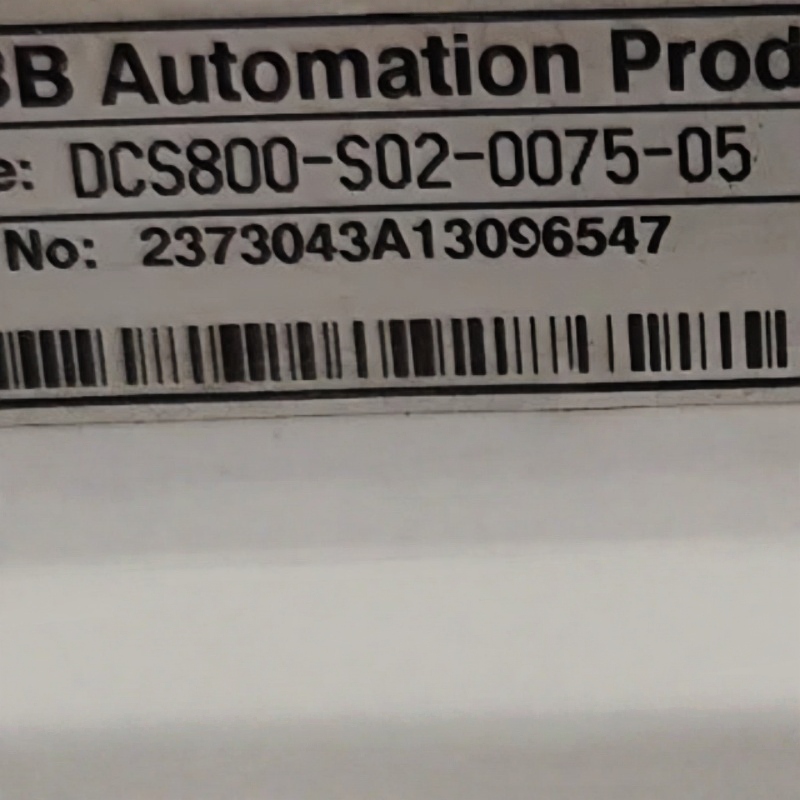 BB Automation Prod
e: DCS800-S02-0075-05
No: 2373043A13096547